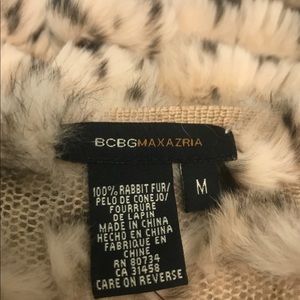 BCBGMAXAZRIA
100% RABBIT FUR/
PELO DE CONEJO/
FOURRURE
DE LAPIN
MADE IN CHINA
HECHO EN CHINA
FABRIQUE EN
CHINE
RN 80734
CA 31458
CARE ON REVERSE
M